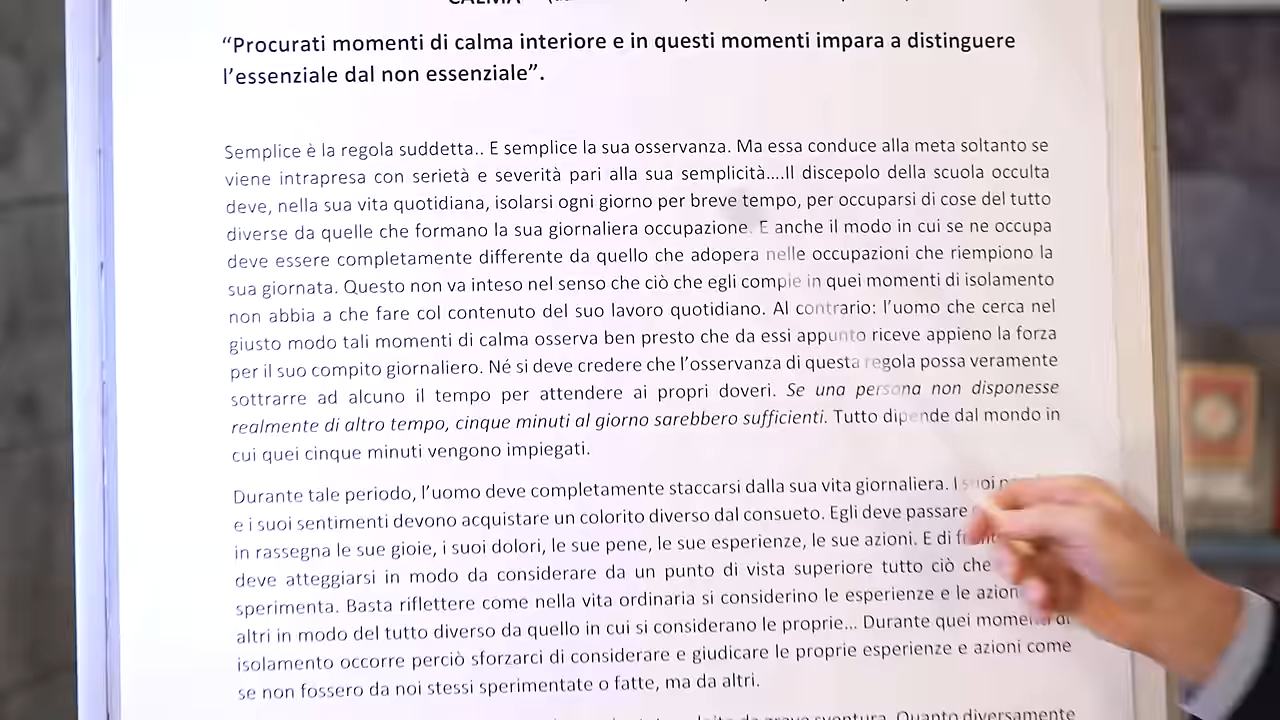 CALMA
“Procurati momenti di calma interiore e in questi momenti impara a distinguere
l’essenziale dal non essenziale”.
Semplice è la regola suddetta.. E semplice la sua osservanza. Ma essa conduce alla meta soltanto se
viene intrapresa con serietà e severità pari alla sua semplicità....Il discepolo della scuola occulta
deve, nella sua vita quotidiana, isolarsi ogni giorno per breve tempo, per occuparsi di cose del tutto
diverse da quelle che formano la sua giornaliera occupazione. E anche il modo in cui se ne occupa
deve essere completamente differente da quello che adopera nelle occupazioni che riempiono la
sua giornata. Questo non va inteso nel senso che ciò che egli compie in quei momenti di isolamento
non abbia a che fare col contenuto del suo lavoro quotidiano. Al contrario: l’uomo che cerca nel
giusto modo tali momenti di calma osserva ben presto che da essi appunto riceve appieno la forza
per il suo compito giornaliero. Né si deve credere che l’osservanza di questa regola possa veramente
sottrarre ad alcuno il tempo per attendere ai propri doveri. Se una persona non disponesse
realmente di altro tempo, cinque minuti al giorno sarebbero sufficienti. Tutto dipende dal mondo in
cui quei cinque minuti vengono impiegati.
Durante tale periodo, l’uomo deve completamente staccarsi dalla sua vita giornaliera. I suoi
e i suoi sentimenti devono acquistare un colorito diverso dal consueto. Egli deve passare
in rassegna le sue gioie, i suoi dolori, le sue pene, le sue esperienze, le sue azioni. E di
deve atteggiarsi in modo da considerare da un punto di vista superiore tutto ciò che
sperimenta. Basta riflettere come nella vita ordinaria si considerino le esperienze e le
altri in modo del tutto diverso da quello in cui si considerano le proprie... Durante quei momenti di
isolamento occorre perciò sforzarci di considerare e giudicare le proprie esperienze e azioni come
se non fossero da noi stessi sperimentate o fatte, ma da altri.
da grave sventura. Quanto diversamente